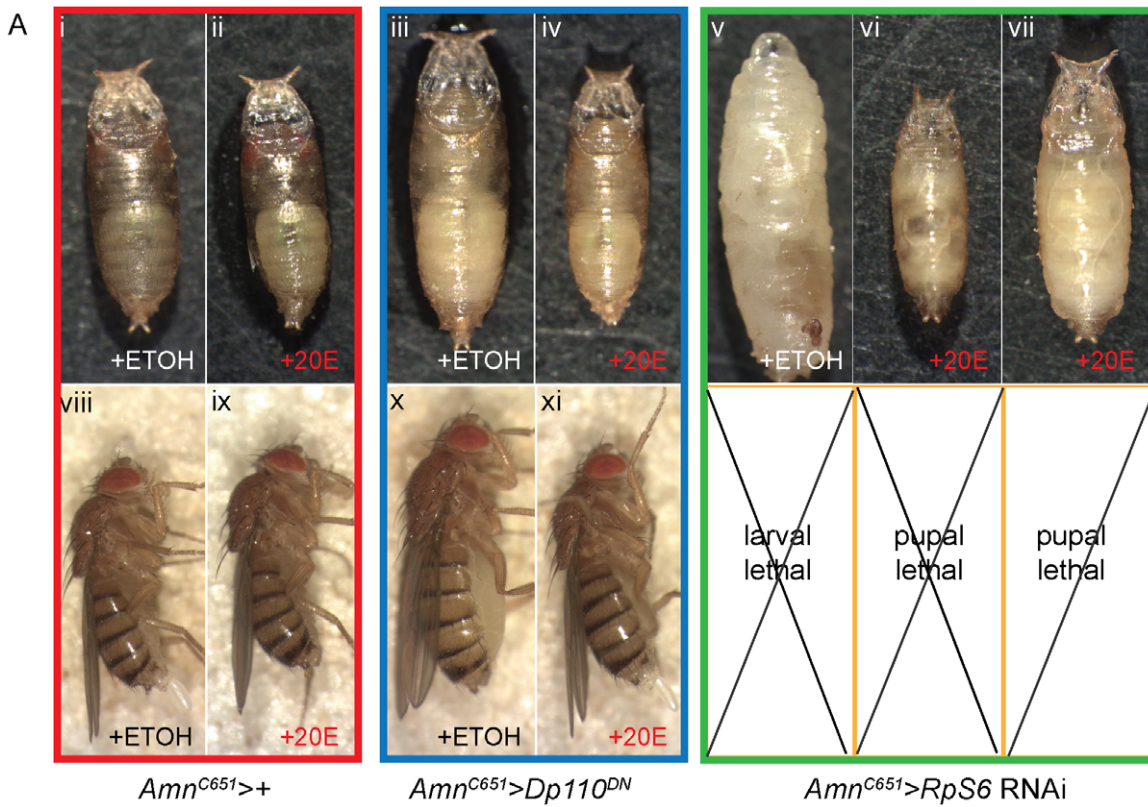 A
i ii iii iv v vi vii
+ETOH +20E +ETOH +20E +ETOH +20E +20E
viii ix x xi
larval pupal pupal
lethal lethal lethal
+ETOH +20E +ETOH +20E
Amn^C651>+ Amn^C651>Dp110^DN Amn^C651>RpS6 RNAi